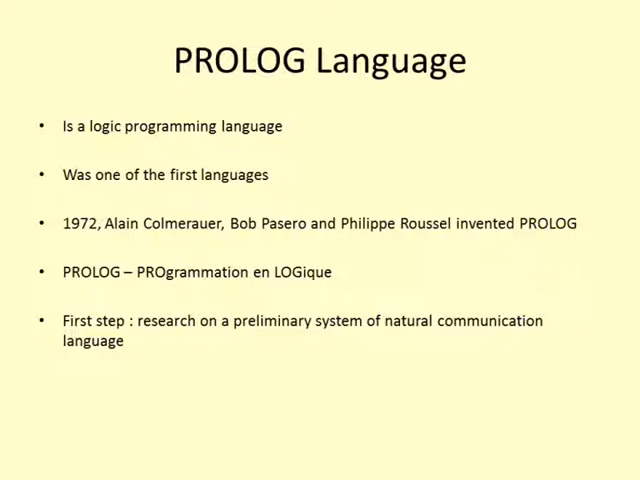 PROLOG Language
• Is a logic programming language
• Was one of the first languages
• 1972, Alain Colmerauer, Bob Pasero and Philippe Roussel invented PROLOG
• PROLOG – PROgrammation en LOGique
• First step : research on a preliminary system of natural communication
language